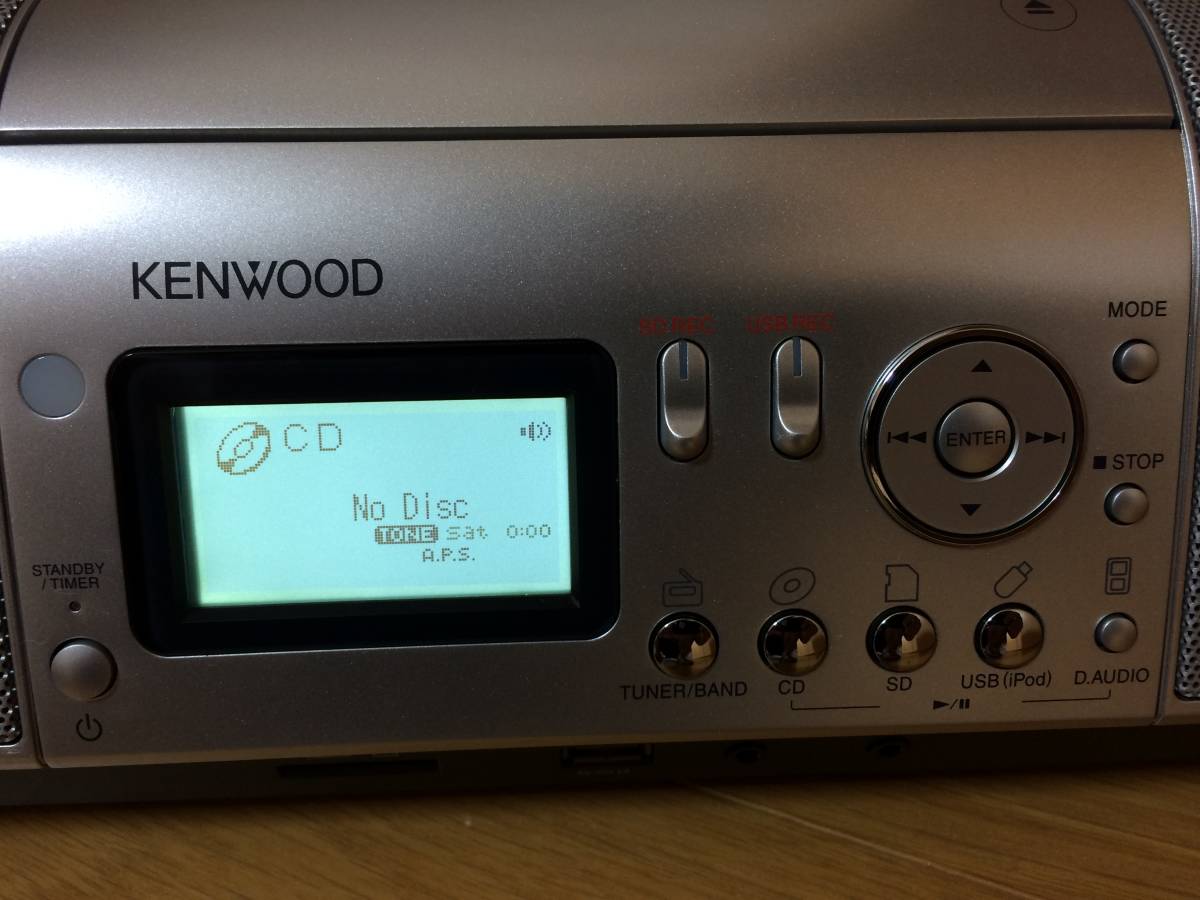 KENWOOD
SD REC
USB REC
MODE
CD
No Disc
TONE Sat 0:00
A.P.S.
ENTER
■ STOP
STANDBY
/TIMER
TUNER/BAND
CD
SD
USB (iPod)
D.AUDIO